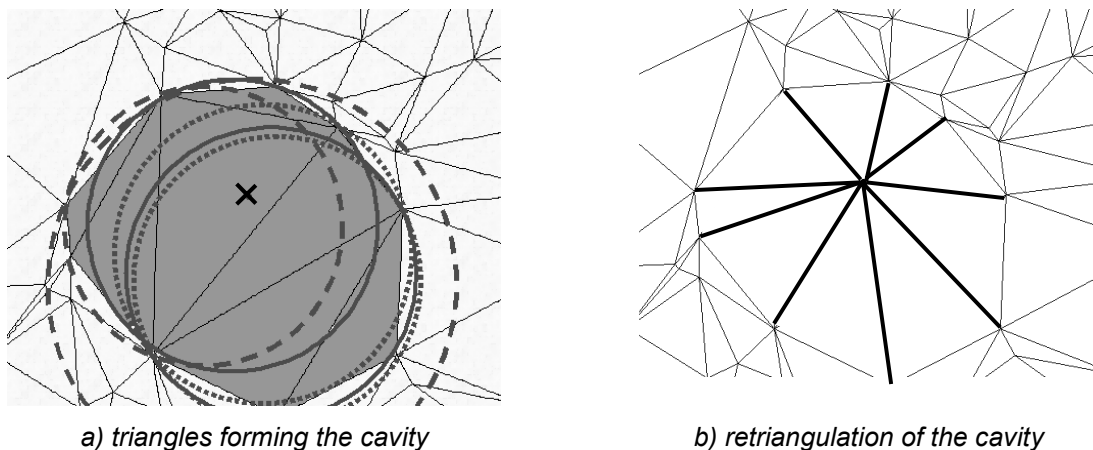 a) triangles forming the cavity
b) retriangulation of the cavity